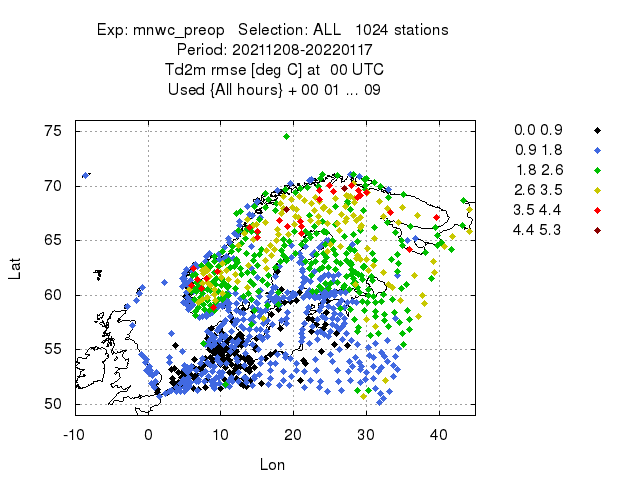 Exp: mnwc_preop   Selection: ALL   1024 stations
Period: 20211208-20220117
Td2m rmse [deg C] at  00 UTC
Used {All hours} + 00 01 ... 09
0.0 0.9
0.9 1.8
1.8 2.6
2.6 3.5
3.5 4.4
4.4 5.3
75
70
65
60
55
50
Lat
-10 0 10 20 30 40
Lon